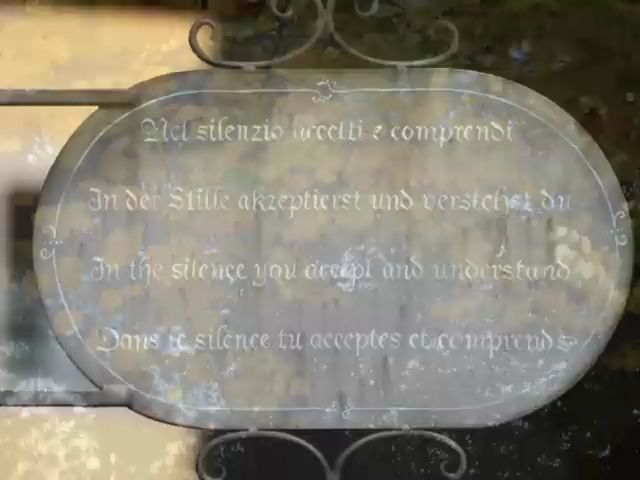 Nel silenzio accetti e comprendi
In der Stille akzeptierst und verstehst du
In the silence you accept and understand
Dans le silence tu acceptes et comprends